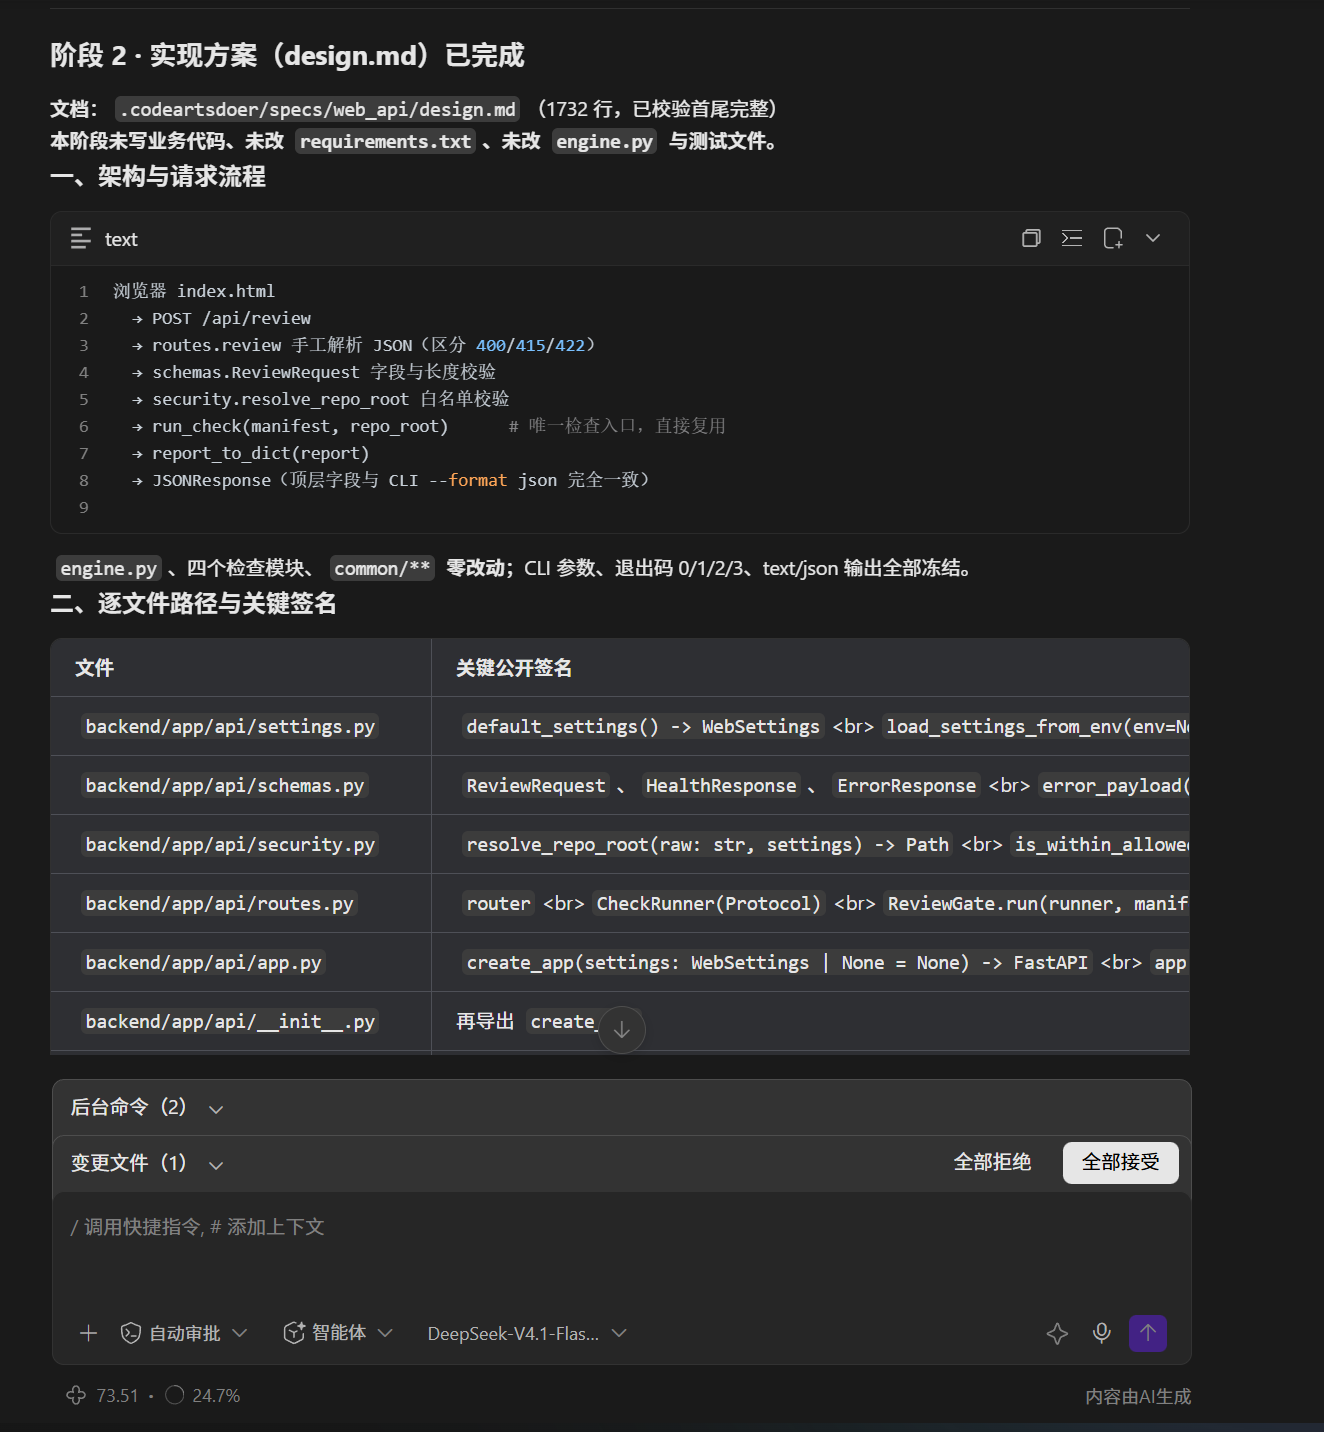 阶段 2 · 实现方案（design.md）已完成
文档： .codeartsdoer/specs/web_api/design.md （1732 行，已校验首尾完整）
本阶段未写业务代码、未改 requirements.txt 、未改 engine.py 与测试文件。
一、架构与请求流程
text
1 浏览器 index.html
2 → POST /api/review
3 → routes.review 手工解析 JSON（区分 400/415/422）
4 → schemas.ReviewRequest 字段与长度校验
5 → security.resolve_repo_root 白名单校验
6 → run_check(manifest, repo_root) # 唯一检查入口，直接复用
7 → report_to_dict(report)
8 → JSONResponse（顶层字段与 CLI --format json 完全一致）
9
engine.py 、四个检查模块、 common/** 零改动；CLI 参数、退出码 0/1/2/3、text/json 输出全部冻结。
二、逐文件路径与关键签名
文件 关键公开签名
backend/app/api/settings.py default_settings() -> WebSettings <br> load_settings_from_env(env=No
backend/app/api/schemas.py ReviewRequest 、 HealthResponse 、 ErrorResponse <br> error_payload(
backend/app/api/security.py resolve_repo_root(raw: str, settings) -> Path <br> is_within_allowed
backend/app/api/routes.py router <br> CheckRunner(Protocol) <br> ReviewGate.run(runner, manif
backend/app/api/app.py create_app(settings: WebSettings | None = None) -> FastAPI <br> app
backend/app/api/__init__.py 再导出 create_
后台命令（2）
变更文件（1） 全部拒绝 全部接受
/ 调用快捷指令, # 添加上下文
自动审批 智能体 DeepSeek-V4.1-Flas...
73.51 · 24.7% 内容由AI生成